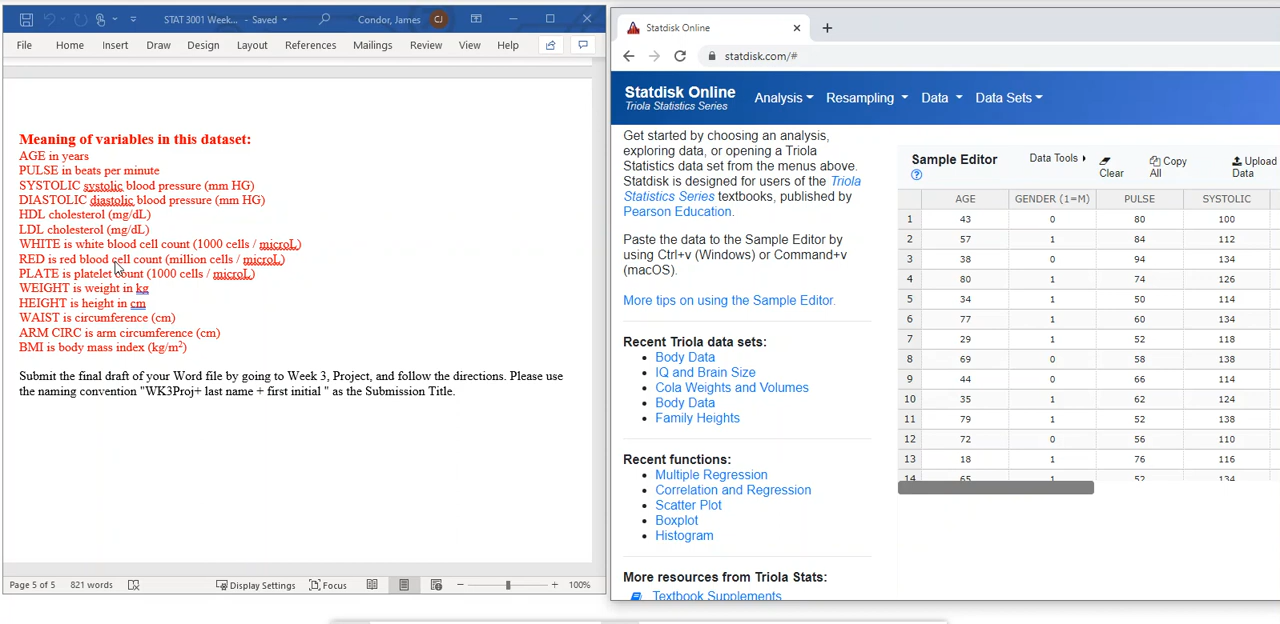 STAT 3001 Week... - Saved
Condor, James
CJ
File Home Insert Draw Design Layout References Mailings Review View Help
Meaning of variables in this dataset:
AGE in years
PULSE in beats per minute
SYSTOLIC systolic blood pressure (mm HG)
DIASTOLIC diastolic blood pressure (mm HG)
HDL cholesterol (mg/dL)
LDL cholesterol (mg/dL)
WHITE is white blood cell count (1000 cells / microL)
RED is red blood cell count (million cells / microL)
PLATE is platelet count (1000 cells / microL)
WEIGHT is weight in kg
HEIGHT is height in cm
WAIST is circumference (cm)
ARM CIRC is arm circumference (cm)
BMI is body mass index (kg/m²)
Submit the final draft of your Word file by going to Week 3, Project, and follow the directions. Please use
the naming convention "WK3Proj+ last name + first initial " as the Submission Title.
Page 5 of 5 821 words Display Settings Focus 100%
Statdisk Online
statdisk.com/#
Statdisk Online
Triola Statistics Series
Analysis Resampling Data Data Sets
Get started by choosing an analysis,
exploring data, or opening a Triola
Statistics data set from the menus above.
Statdisk is designed for users of the Triola
Statistics Series textbooks, published by
Pearson Education.
Paste the data to the Sample Editor by
using Ctrl+v (Windows) or Command+v
(macOS).
More tips on using the Sample Editor.
Recent Triola data sets:
Body Data
IQ and Brain Size
Cola Weights and Volumes
Body Data
Family Heights
Recent functions:
Multiple Regression
Correlation and Regression
Scatter Plot
Boxplot
Histogram
More resources from Triola Stats:
Textbook Supplements
Sample Editor
Data Tools
Clear
Copy
All
Upload
Data
AGE GENDER (1=M) PULSE SYSTOLIC
1 43 0 80 100
2 57 1 84 112
3 38 0 94 134
4 80 1 74 126
5 34 1 50 114
6 77 1 60 134
7 29 1 52 118
8 69 0 58 138
9 44 0 66 114
10 35 1 62 124
11 79 1 52 138
12 72 0 56 110
13 18 1 76 116
14 65 1 52 134